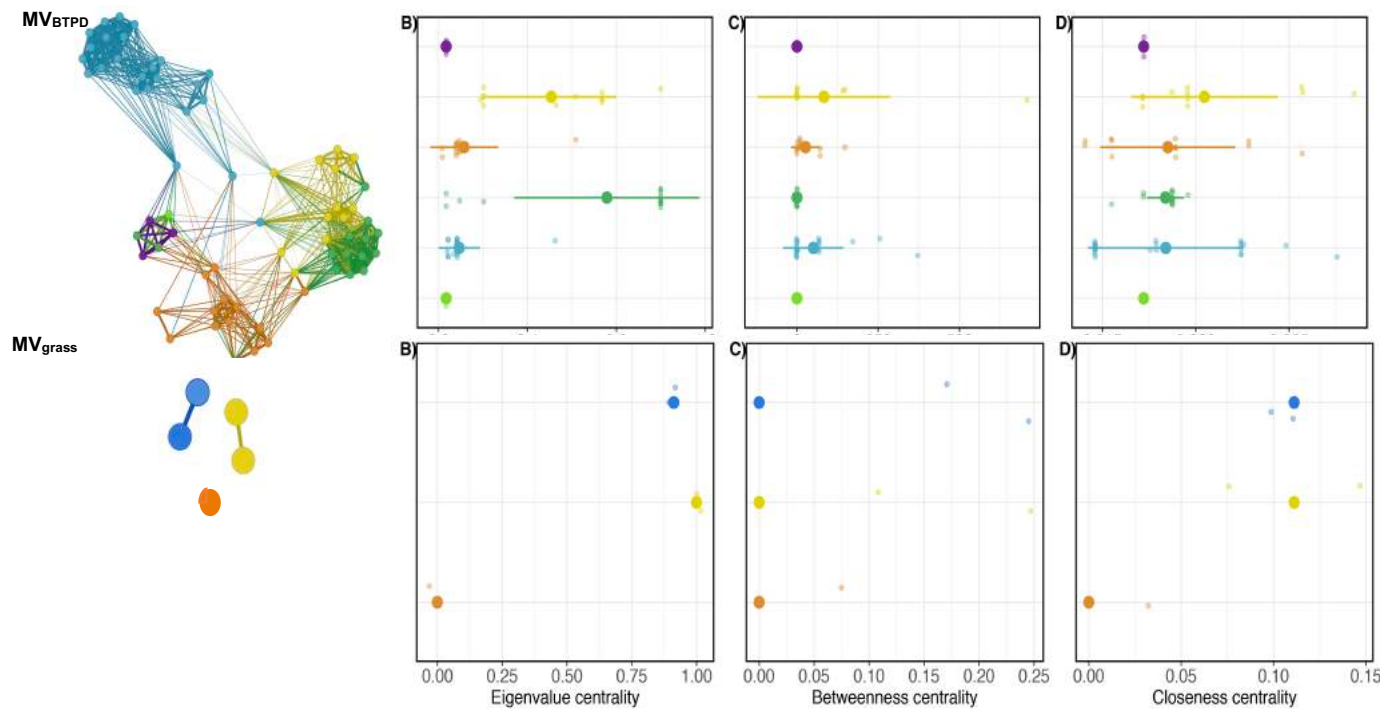 MVBTPD
B)
C)
D)
MVgrass
B)
C)
D)
0.00 0.25 0.50 0.75 1.00
0.00 0.05 0.10 0.15 0.20 0.25
0.00 0.05 0.10 0.15
Eigenvalue centrality
Betweenness centrality
Closeness centrality